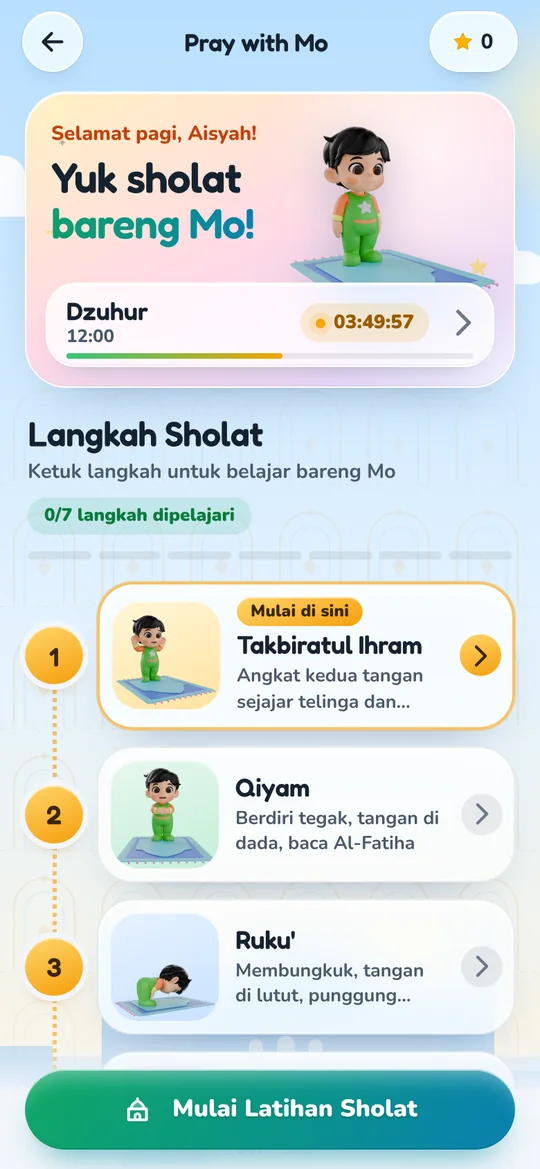 Pray with Mo
0
Selamat pagi, Aisyah!
Yuk sholat
bareng Mo!
Dzuhur
12:00
03:49:57
Langkah Sholat
Ketuk langkah untuk belajar bareng Mo
0/7 langkah dipelajari
1
Mulai di sini
Takbiratul Ihram
Angkat kedua tangan
sejajar telinga dan...
2
Qiyam
Berdiri tegak, tangan di
dada, baca Al-Fatiha
3
Ruku'
Membungkuk, tangan
di lutut, punggung...
Mulai Latihan Sholat